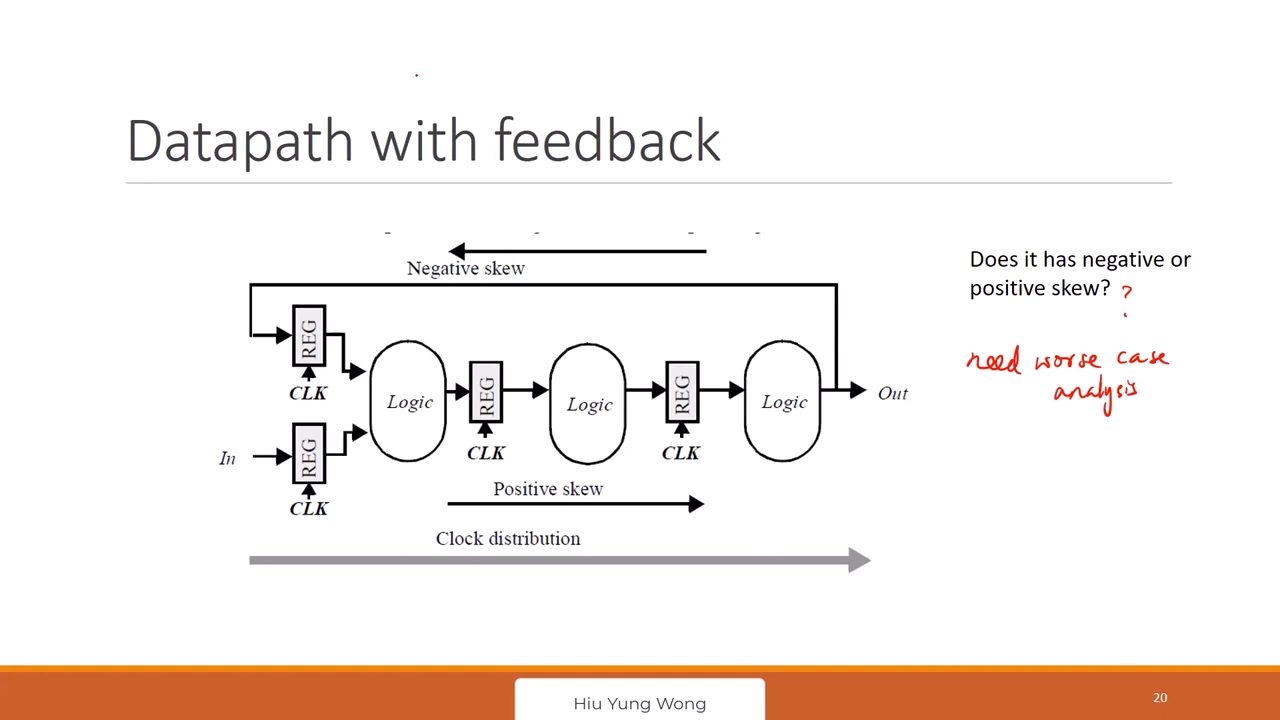 Datapath with feedback
Negative skew
Does it has negative or
positive skew? ?
need worse case
analysis
REG
CLK
Logic
REG
CLK
Logic
REG
CLK
Logic
Out
In
REG
CLK
Positive skew
Clock distribution
Hiu Yung Wong
20